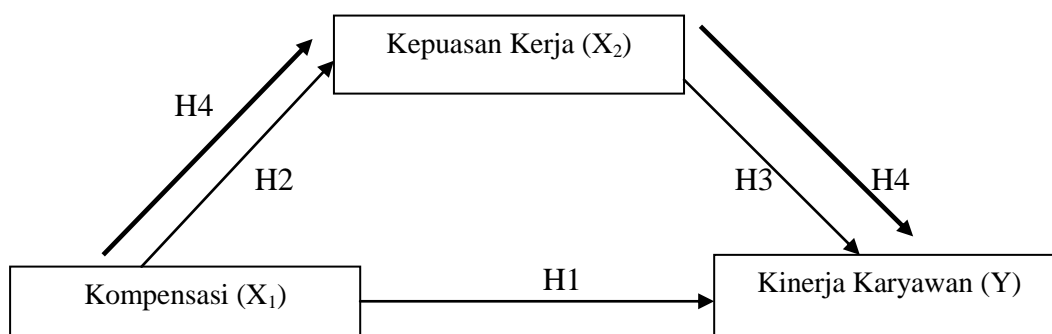 Kepuasan Kerja (X₂)
H4
H2
H3
H4
H1
Kompensasi (X₁)
Kinerja Karyawan (Y)